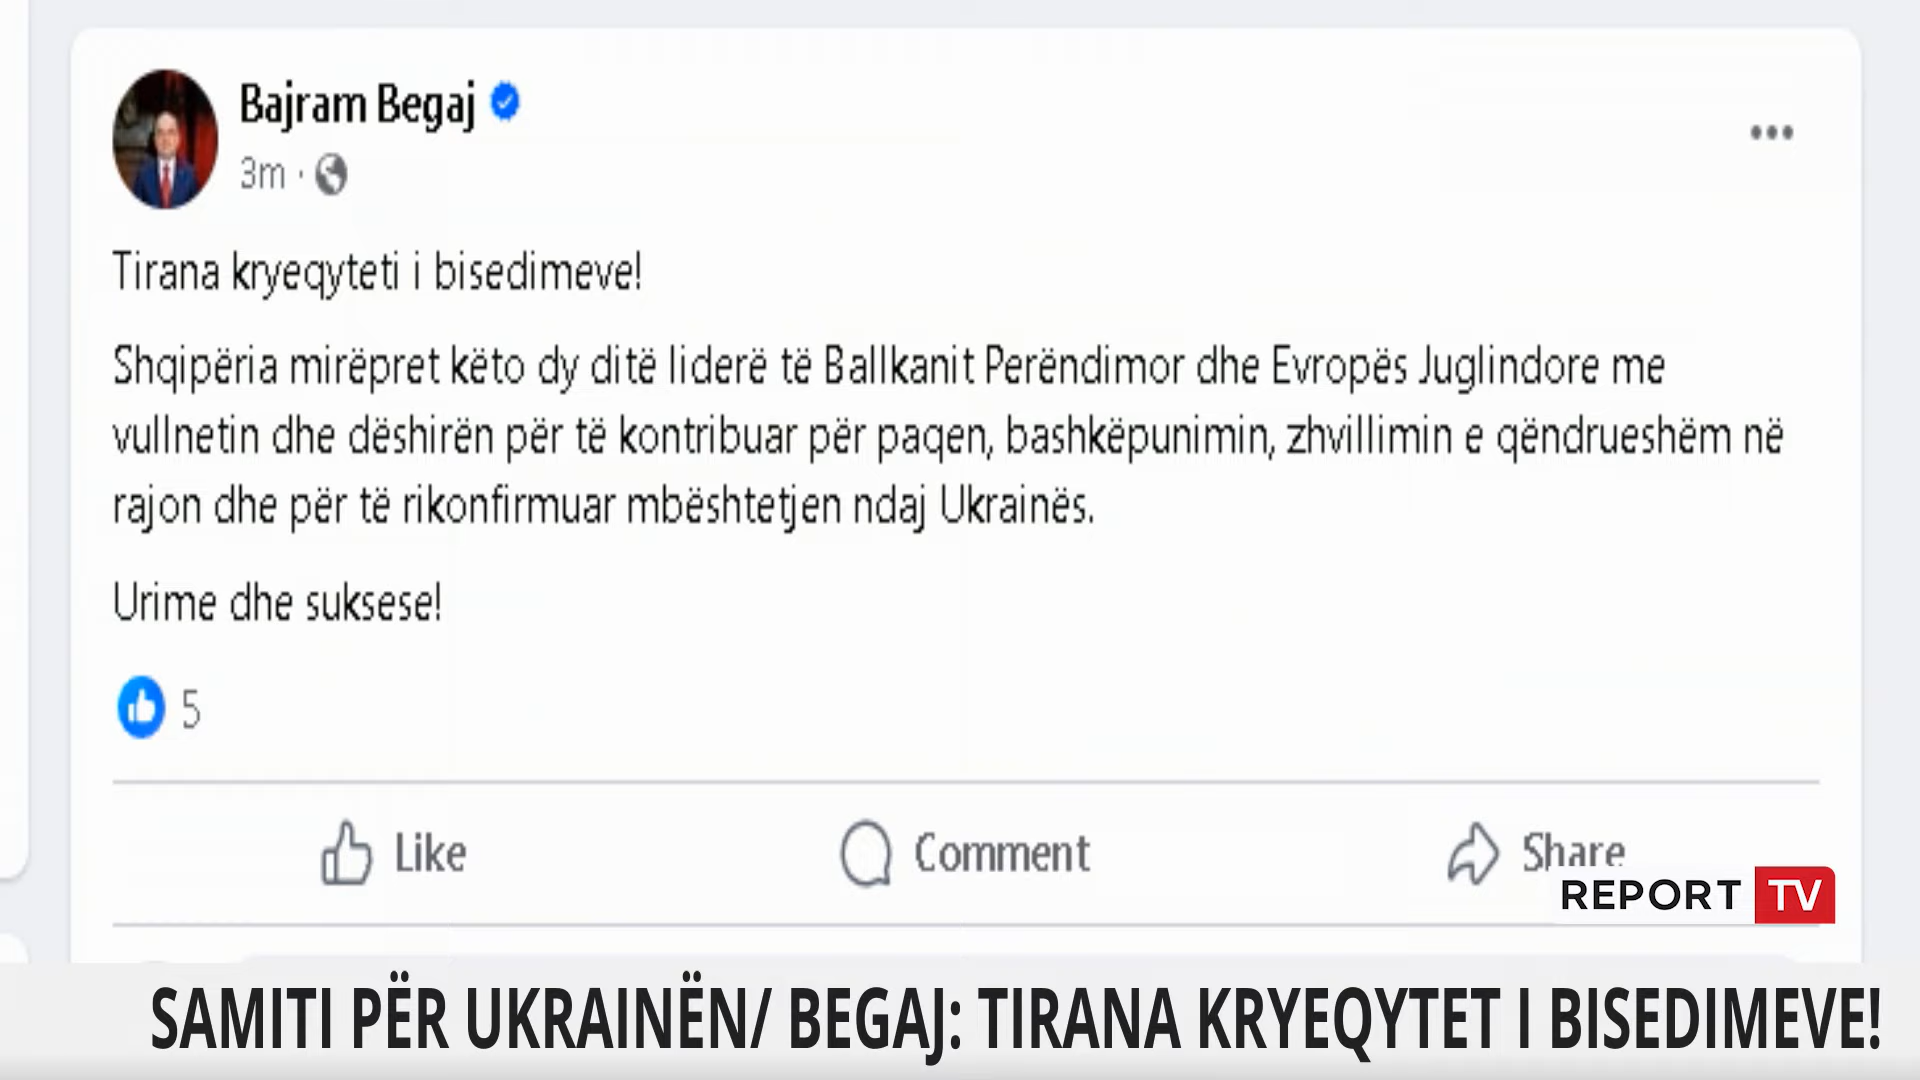 Bajram Begaj
3m ·
Tirana kryeqyteti i bisedimeve!
Shqipëria mirëpret këto dy ditë liderë të Ballkanit Perëndimor dhe Evropës Juglindore me
vullnetin dhe dëshirën për të kontribuar për paqen, bashkëpunimin, zhvillimin e qëndrueshëm në
rajon dhe për të rikonfirmuar mbështetjen ndaj Ukrainës.
Urime dhe suksese!
5
Like Comment Share
REPORT TV
SAMITI PËR UKRAINËN/ BEGAJ: TIRANA KRYEQYTET I BISEDIMEVE!